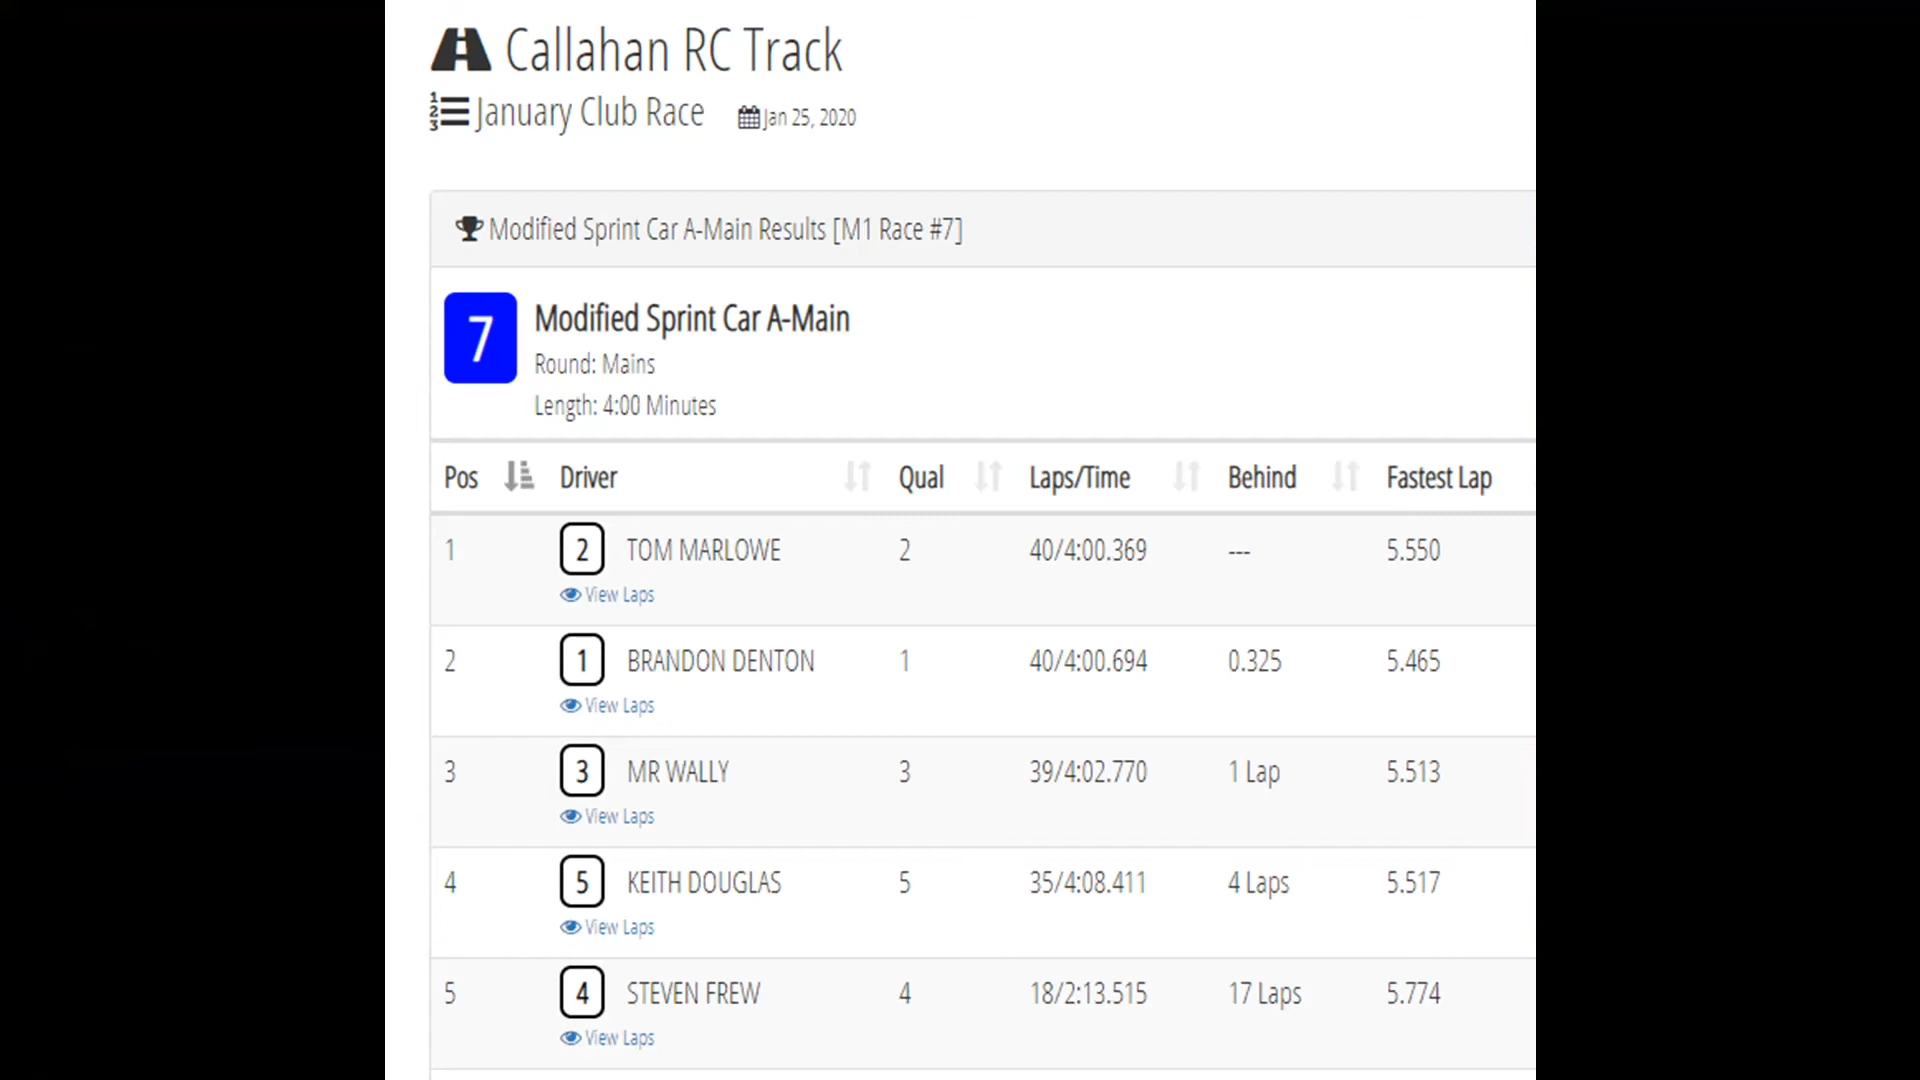 Callahan RC Track
January Club Race Jan 25, 2020
Modified Sprint Car A-Main Results [M1 Race #7]
7 Modified Sprint Car A-Main
Round: Mains
Length: 4:00 Minutes
Pos Driver Qual Laps/Time Behind Fastest Lap
1 2 TOM MARLOWE 2 40/4:00.369 --- 5.550
View Laps
2 1 BRANDON DENTON 1 40/4:00.694 0.325 5.465
View Laps
3 3 MR WALLY 3 39/4:02.770 1 Lap 5.513
View Laps
4 5 KEITH DOUGLAS 5 35/4:08.411 4 Laps 5.517
View Laps
5 4 STEVEN FREW 4 18/2:13.515 17 Laps 5.774
View Laps